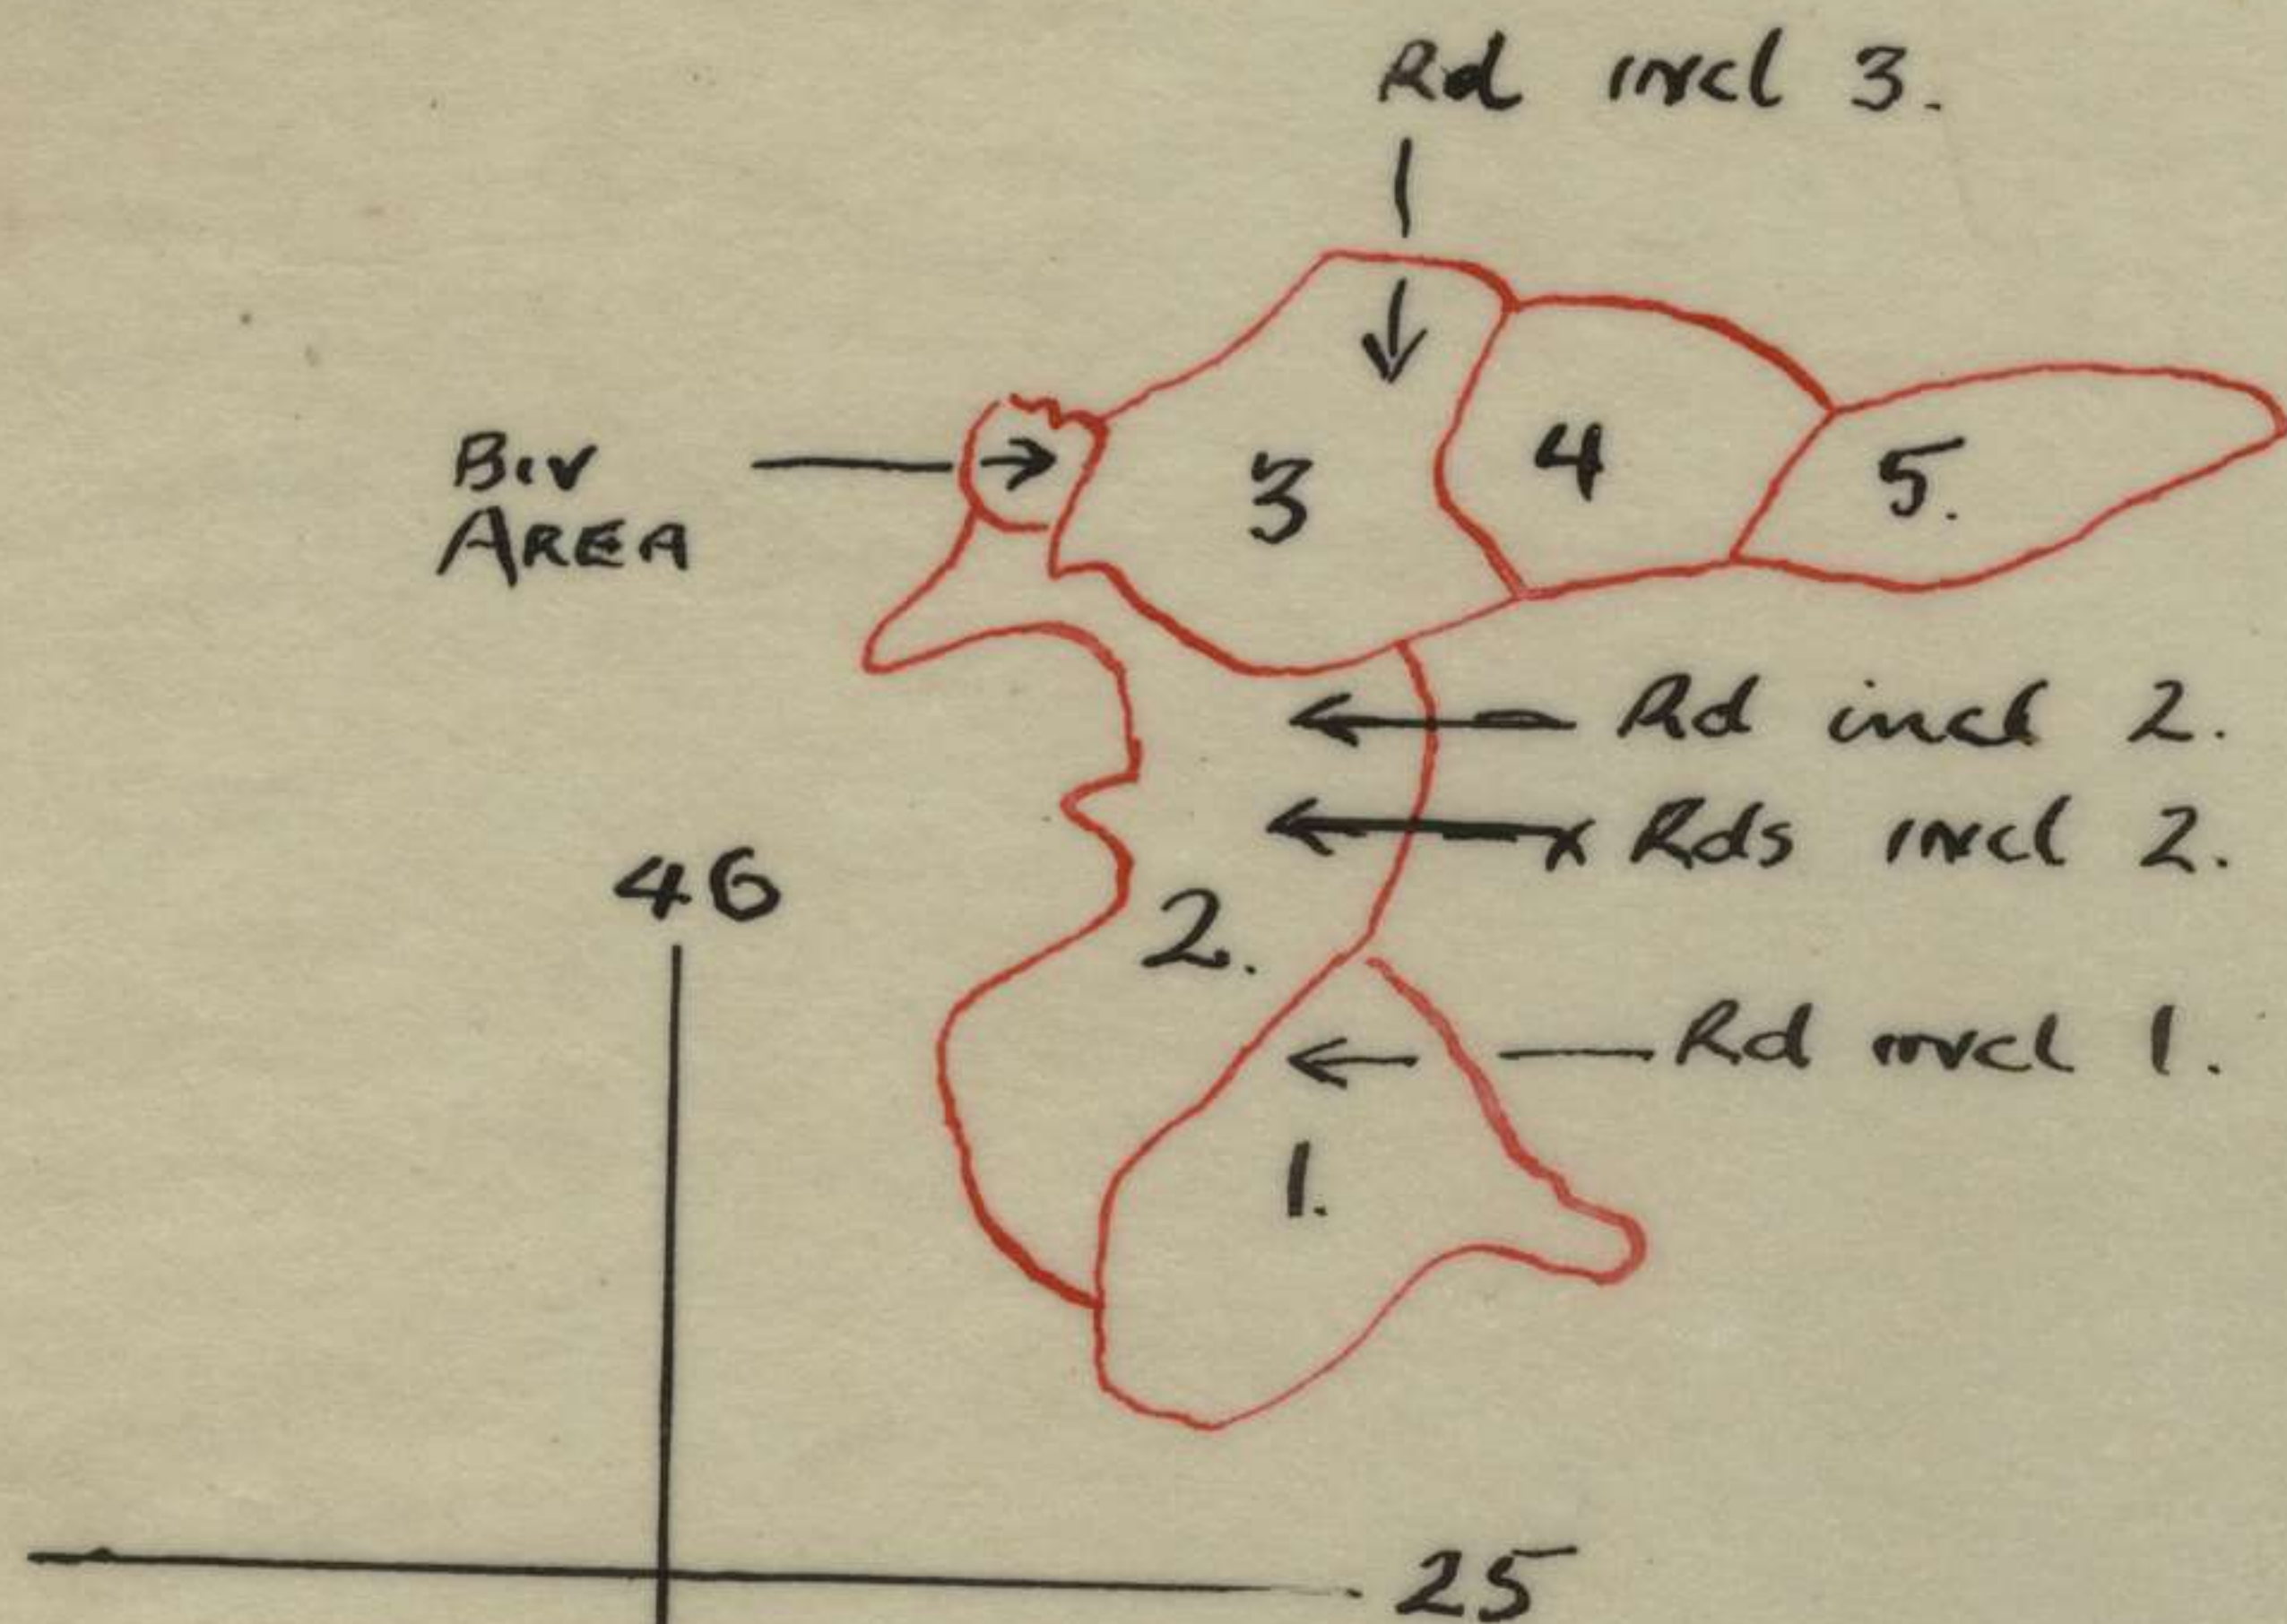 Rd incl 3.
BIV
AREA
3
4
5.
Rd incl 2.
x Rds incl 2.
46
2.
Rd incl 1.
1.
25